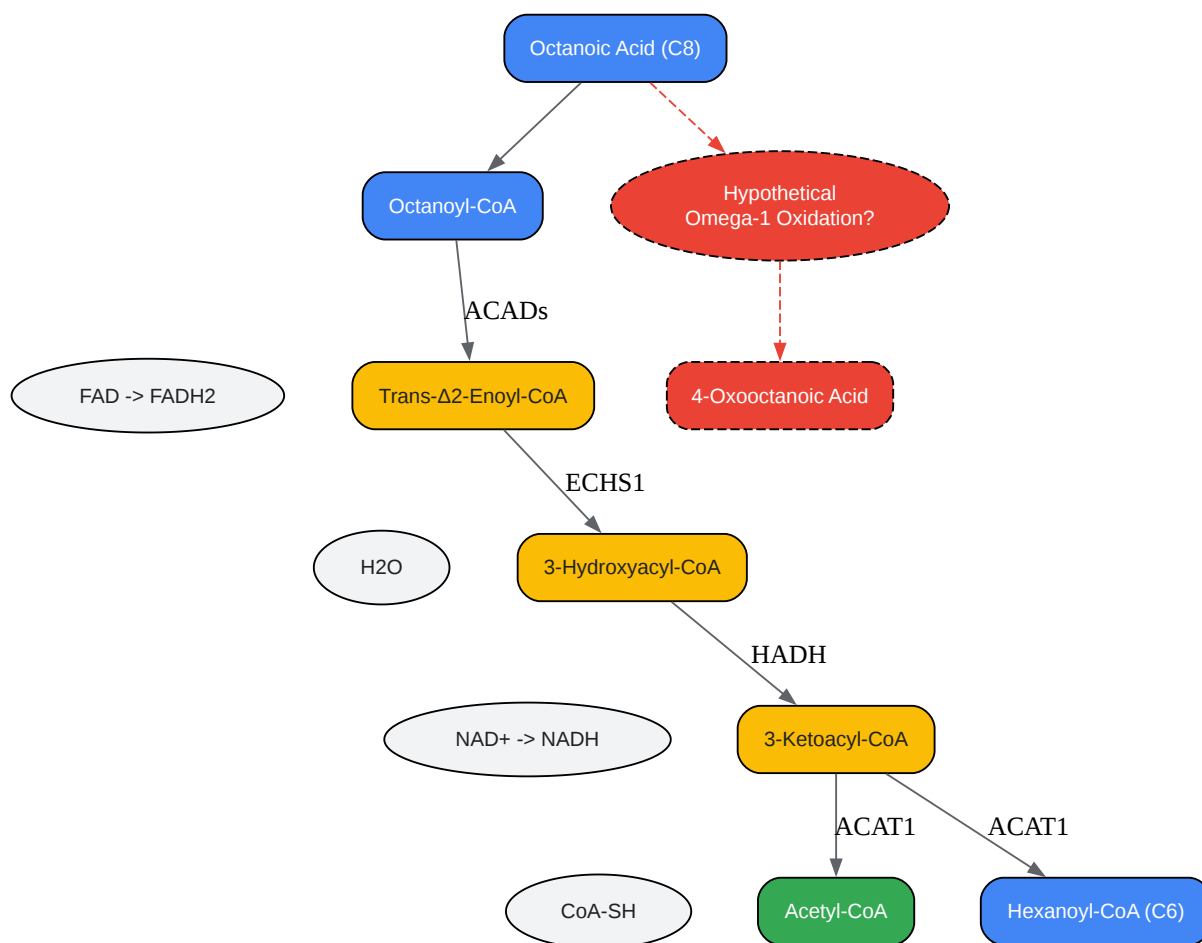 Octanoic Acid (C8)
Octanoyl-CoA
Hypothetical
Omega-1 Oxidation?
ACADs
FAD -> FADH2
Trans-Δ2-Enoyl-CoA
4-Oxooctanoic Acid
ECHS1
H2O
3-Hydroxyacyl-CoA
HADH
NAD+ -> NADH
3-Ketoacyl-CoA
ACAT1
ACAT1
CoA-SH
Acetyl-CoA
Hexanoyl-CoA (C6)